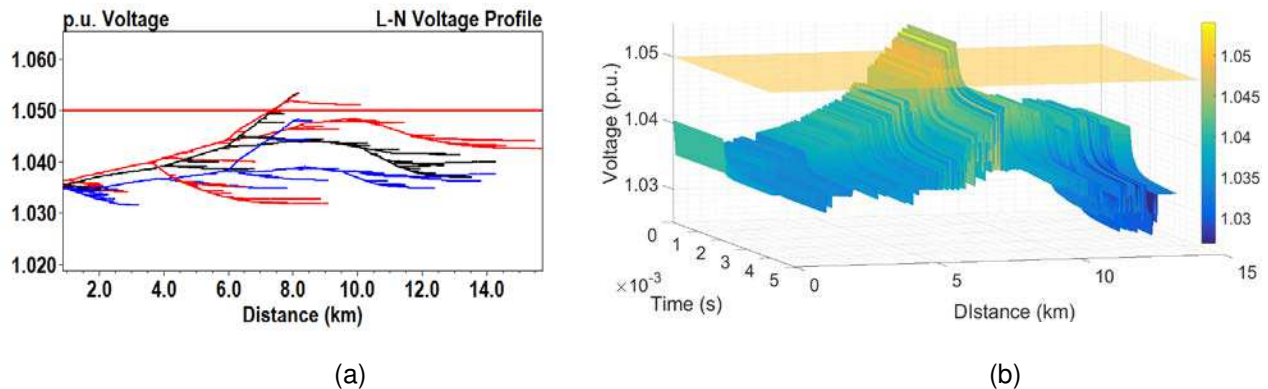 p.u. Voltage L-N Voltage Profile
1.060
1.050
1.040
1.030
1.020
2.0 4.0 6.0 8.0 10.0 12.0 14.0
Distance (km)
(a)
Voltage (p.u.)
1.05
1.04
1.03
0 1 2 3 4 5
×10⁻³
Time (s)
0 5 10 15
DIstance (km)
1.05
1.045
1.04
1.035
1.03
(b)